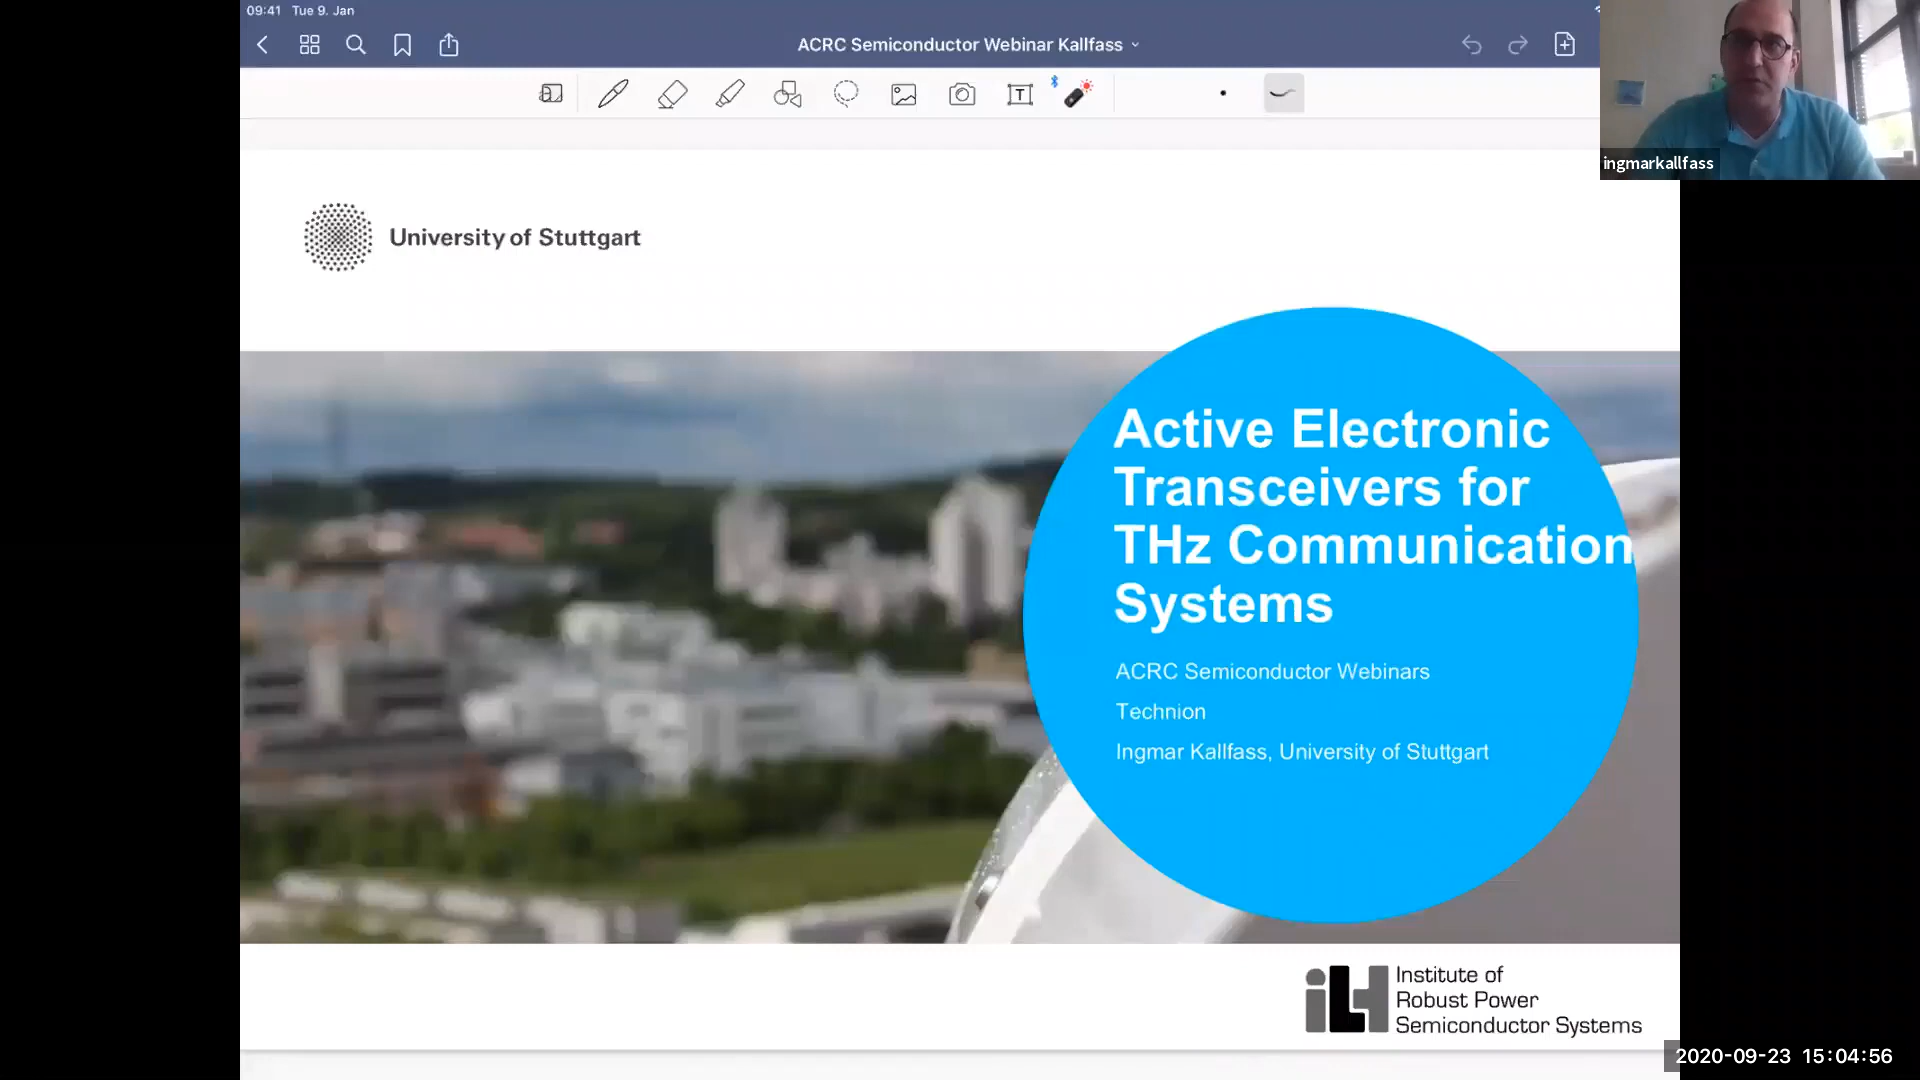 09:41 Tue 9. Jan
ACRC Semiconductor Webinar Kallfass
T
ingmarkallfass
University of Stuttgart
Active Electronic
Transceivers for
THz Communication
Systems
ACRC Semiconductor Webinars
Technion
Ingmar Kallfass, University of Stuttgart
iLH
Institute of
Robust Power
Semiconductor Systems
2020-09-23 15:04:56